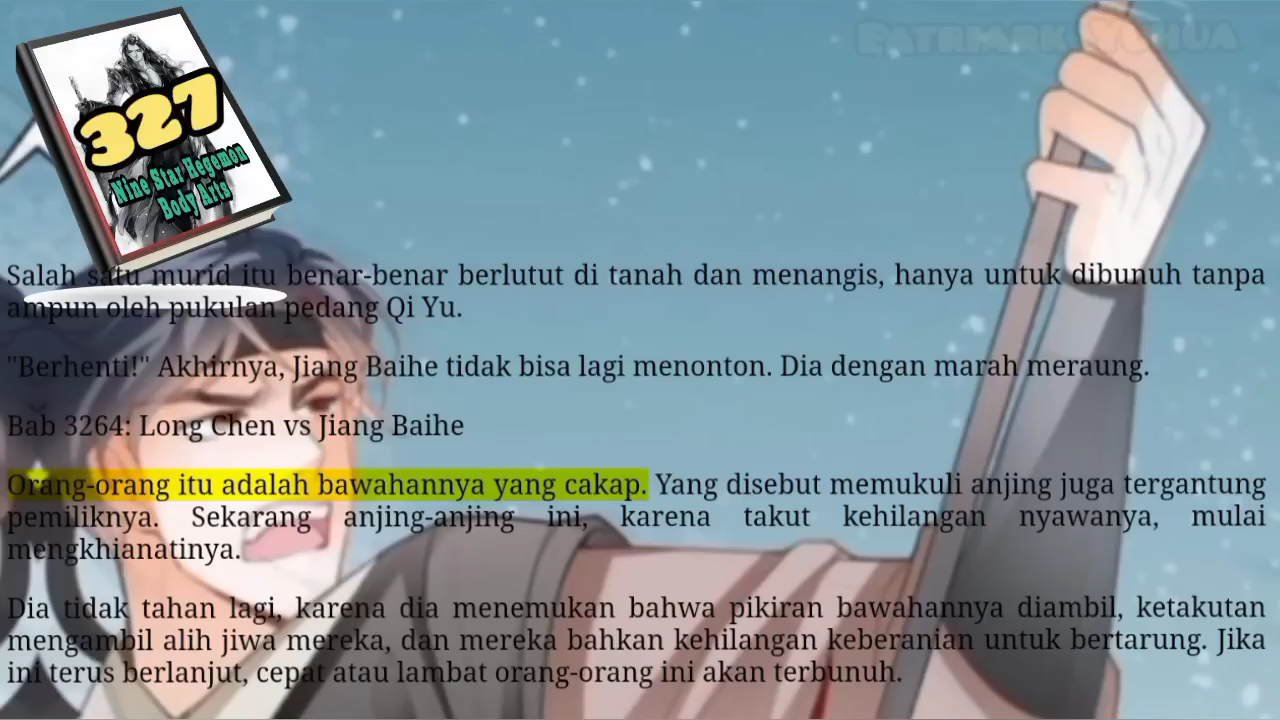 PATRIARK YUHUA
327
Nine Star Hegemon
Body Arts
Salah satu murid itu benar-benar berlutut di tanah dan menangis, hanya untuk dibunuh tanpa
ampun oleh pukulan pedang Qi Yu.
"Berhenti!" Akhirnya, Jiang Baihe tidak bisa lagi menonton. Dia dengan marah meraung.
Bab 3264: Long Chen vs Jiang Baihe
Orang-orang itu adalah bawahannya yang cakap. Yang disebut memukuli anjing juga tergantung
pemiliknya. Sekarang anjing-anjing ini, karena takut kehilangan nyawanya, mulai
mengkhianatinya.
Dia tidak tahan lagi, karena dia menemukan bahwa pikiran bawahannya diambil, ketakutan
mengambil alih jiwa mereka, dan mereka bahkan kehilangan keberanian untuk bertarung. Jika
ini terus berlanjut, cepat atau lambat orang-orang ini akan terbunuh.